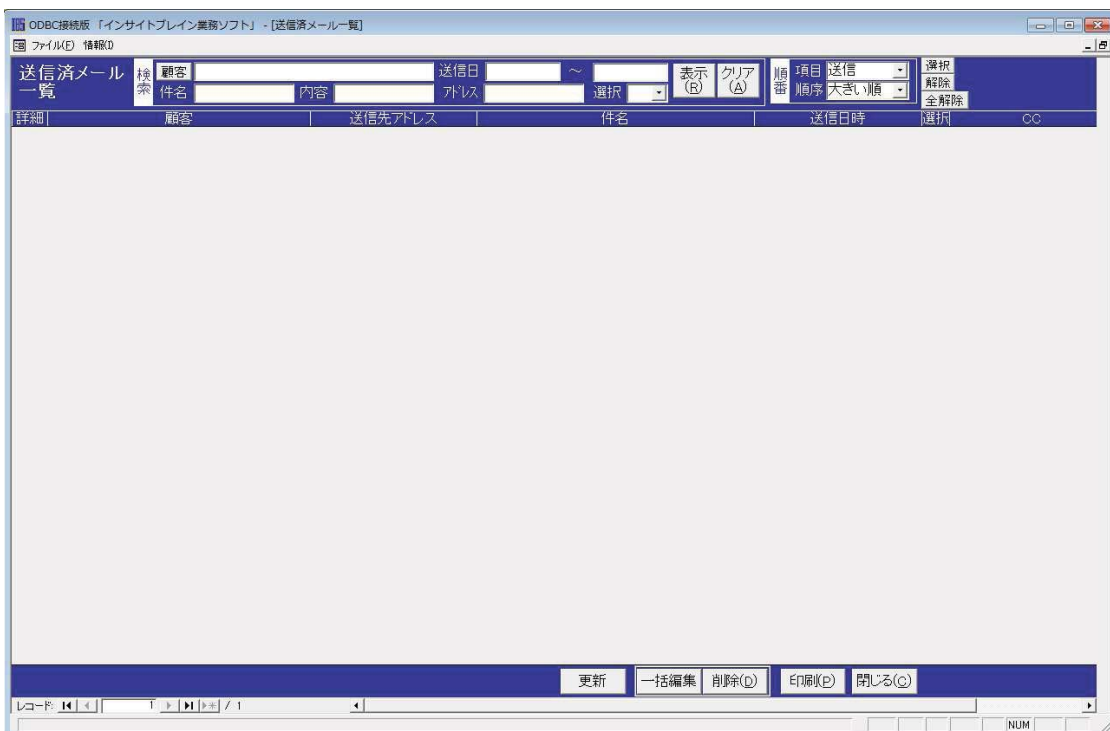 ODBC接続版 「インサイトブレイン業務ソフト」 - [送信済メール一覧]
ファイル(F) 情報(I)
送信済メール一覧
検索
顧客
送信日 ~
件名
内容
アドレス
選択
表示(R)
クリア(A)
順番
項目 送信
順序 大きい順
選択
解除
全解除
詳細 顧客 送信先アドレス 件名 送信日時 選択 CC
更新 一括編集 削除(D) 印刷(P) 閉じる(C)
レコード: 1 / 1
NUM